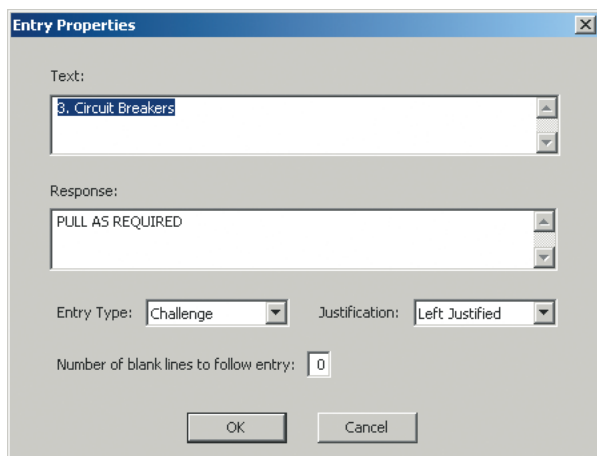 Entry Properties
Text:
3. Circuit Breakers
Response:
PULL AS REQUIRED
Entry Type: Challenge Justification: Left Justified
Number of blank lines to follow entry: 0
OK Cancel